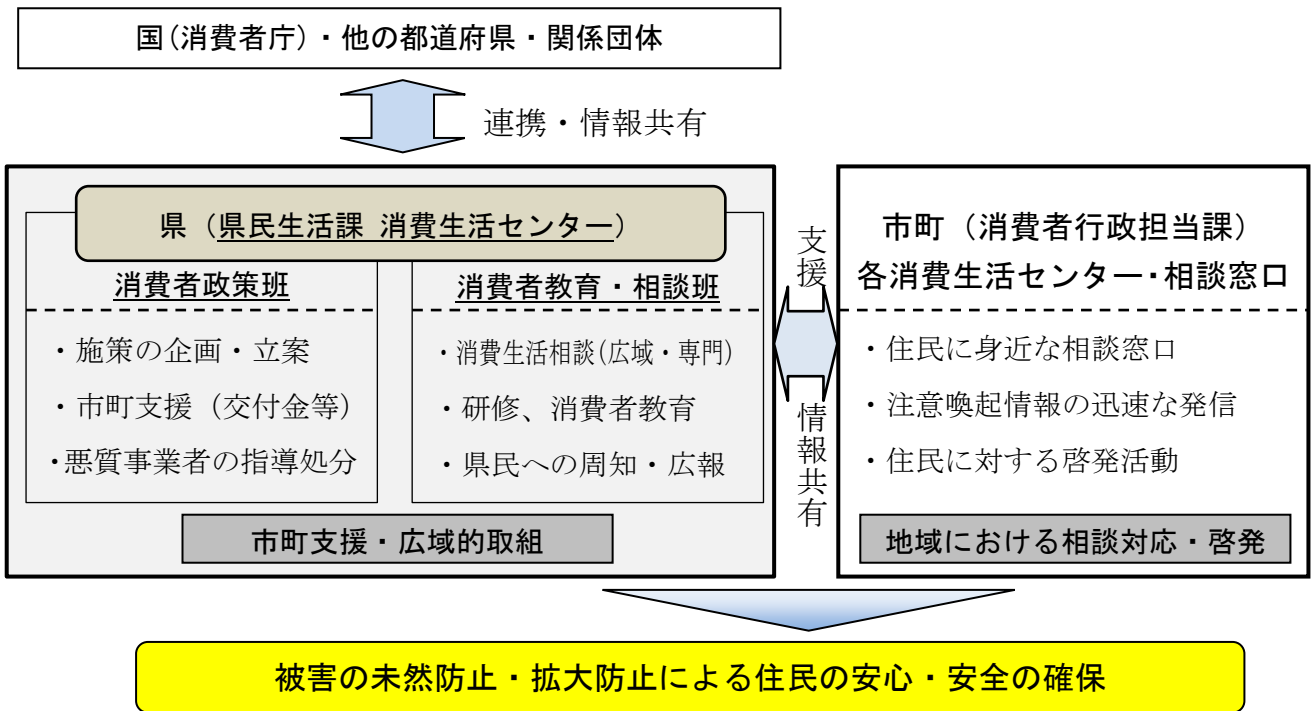 国(消費者庁)・他の都道府県・関係団体
連携・情報共有
県（県民生活課 消費生活センター）
消費者政策班
・施策の企画・立案
・市町支援（交付金等）
・悪質事業者の指導処分
消費者教育・相談班
・消費生活相談(広域・専門)
・研修、消費者教育
・県民への周知・広報
市町支援・広域的取組
支援
情報共有
市町（消費者行政担当課）
各消費生活センター・相談窓口
・住民に身近な相談窓口
・注意喚起情報の迅速な発信
・住民に対する啓発活動
地域における相談対応・啓発
被害の未然防止・拡大防止による住民の安心・安全の確保